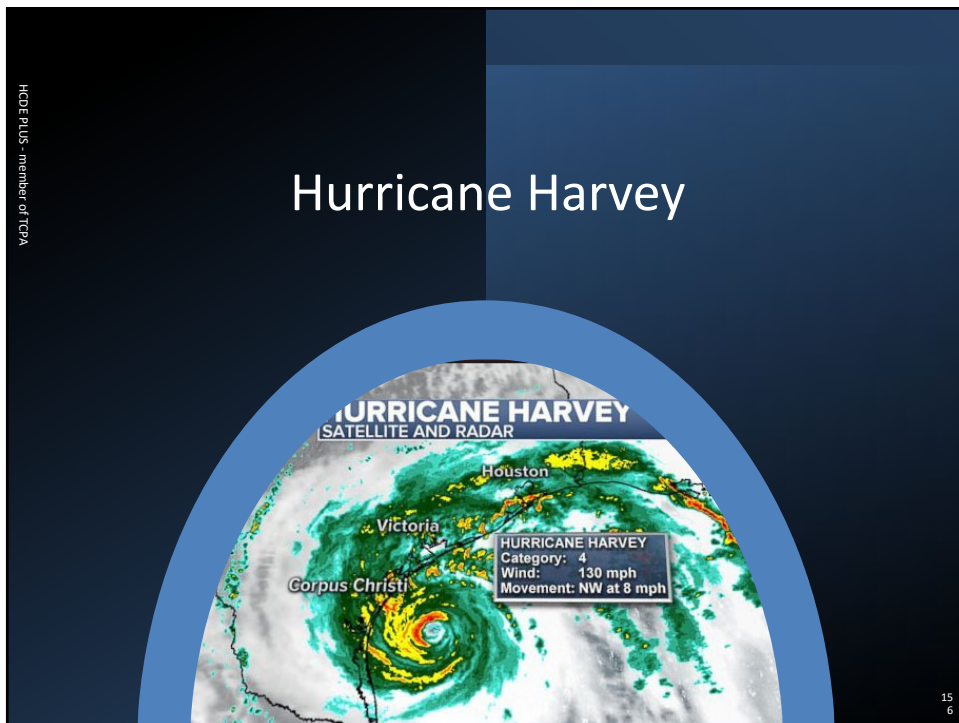 HCDE PLUS - member of TCPA
Hurricane Harvey
HURRICANE HARVEY
SATELLITE AND RADAR
Houston
Victoria
Corpus Christi
HURRICANE HARVEY
Category: 4
Wind: 130 mph
Movement: NW at 8 mph
15
6